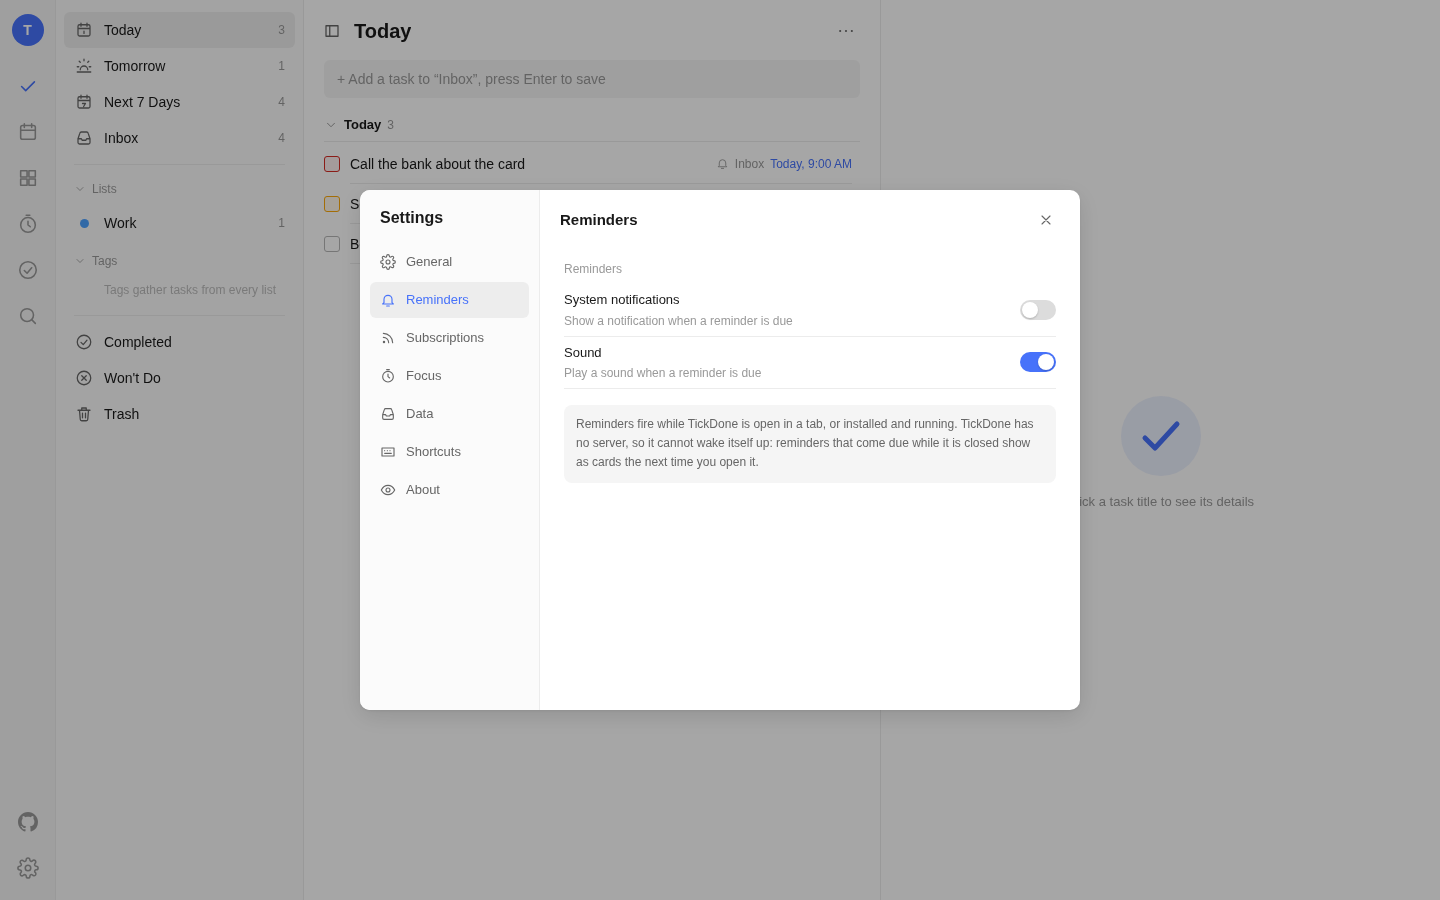 T
Today 3
Tomorrow 1
Next 7 Days 4
Inbox 4
Lists
Work 1
Tags
Tags gather tasks from every list
Completed
Won't Do
Trash
Today
+ Add a task to “Inbox”, press Enter to save
Today 3
Call the bank about the card Inbox Today, 9:00 AM
S
B
Settings
General
Reminders
Subscriptions
Focus
Data
Shortcuts
About
Reminders
Reminders
System notifications
Show a notification when a reminder is due
Sound
Play a sound when a reminder is due
Reminders fire while TickDone is open in a tab, or installed and running. TickDone has
no server, so it cannot wake itself up: reminders that come due while it is closed show
as cards the next time you open it.
a task title to see its details